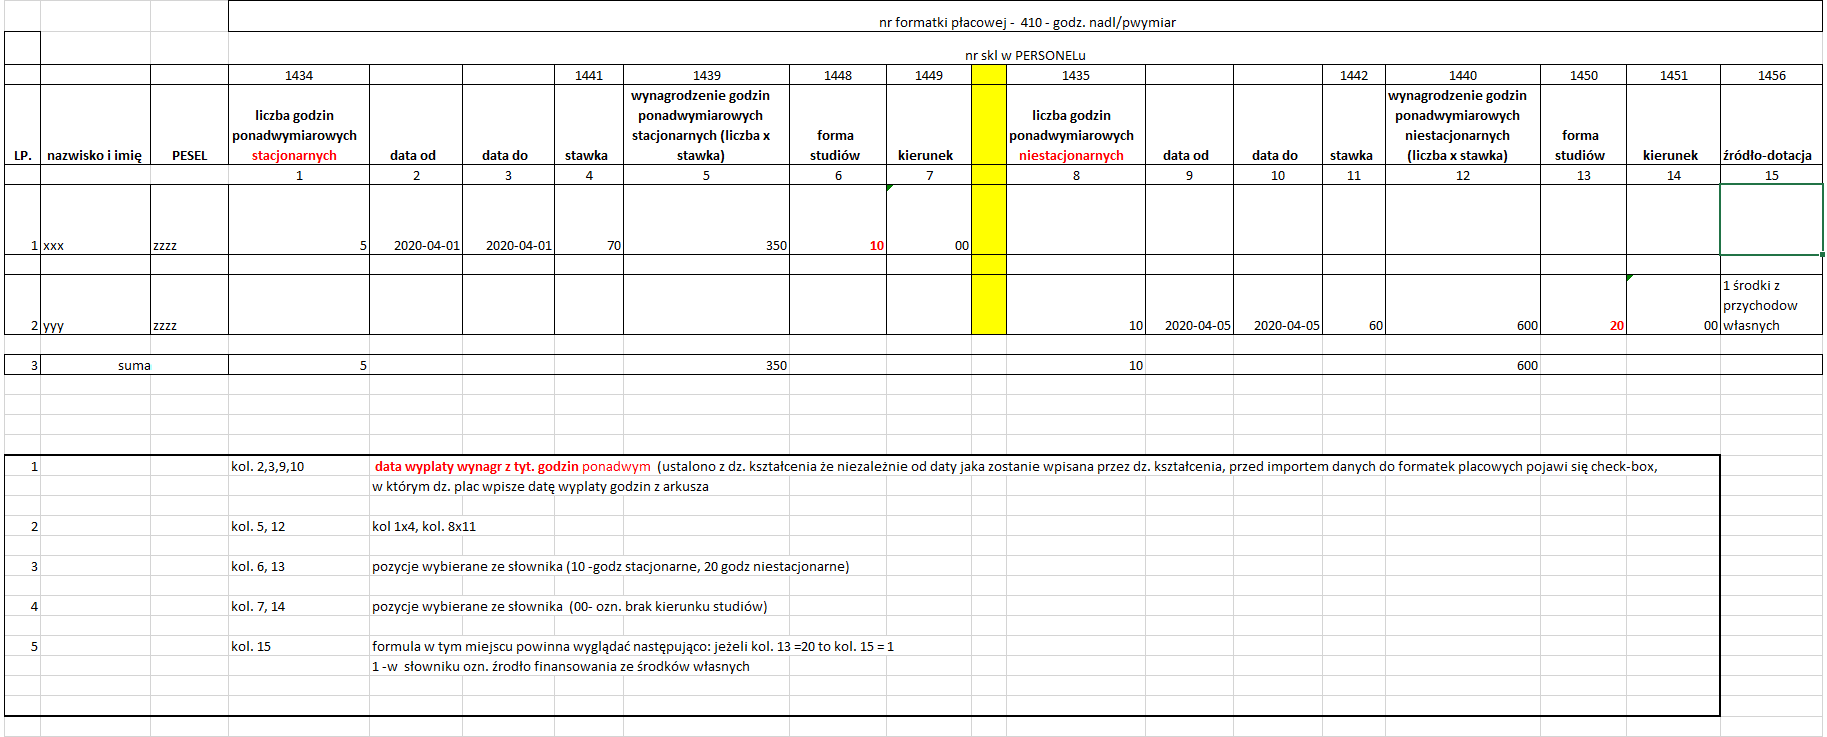 nr formatki płacowej -  410 - godz. nadl/pwymiar
nr skl w PERSONELu
1434 1441 1439 1448 1449 1435 1442 1440 1450 1451 1456
LP. nazwisko i imię PESEL liczba godzin ponadwymiarowych stacjonarnych data od data do stawka wynagrodzenie godzin ponadwymiarowych stacjonarnych (liczba x stawka) forma studiów kierunek liczba godzin ponadwymiarowych niestacjonarnych data od data do stawka wynagrodzenie godzin ponadwymiarowych niestacjonarnych (liczba x stawka) forma studiów kierunek źródło-dotacja
1 2 3 4 5 6 7 8 9 10 11 12 13 14 15
1 xxx zzzz 5 2020-04-01 2020-04-01 70 350 10 00
2 yyy zzzz 10 2020-04-05 2020-04-05 60 600 20 00 1 środki z przychodow własnych
3 suma 5 350 10 600
1 kol. 2,3,9,10 data wyplaty wynagr z tyt. godzin ponadwym  (ustalono z dz. kształcenia że niezależnie od daty jaka zostanie wpisana przez dz. kształcenia, przed importem danych do formatek placowych pojawi się check-box,
w którym dz. plac wpisze datę wyplaty godzin z arkusza
2 kol. 5, 12 kol 1x4, kol. 8x11
3 kol. 6, 13 pozycje wybierane ze słownika (10 -godz stacjonarne, 20 godz niestacjonarne)
4 kol. 7, 14 pozycje wybierane ze słownika  (00- ozn. brak kierunku studiów)
5 kol. 15 formula w tym miejscu powinna wyglądać następująco: jeżeli kol. 13 =20 to kol. 15 = 1
1 -w  słowniku ozn. źrodło finansowania ze środków własnych